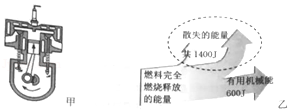 甲
散失的能量
共1400J
燃料完全
燃烧释放
的能量
有用机械能
600J
乙